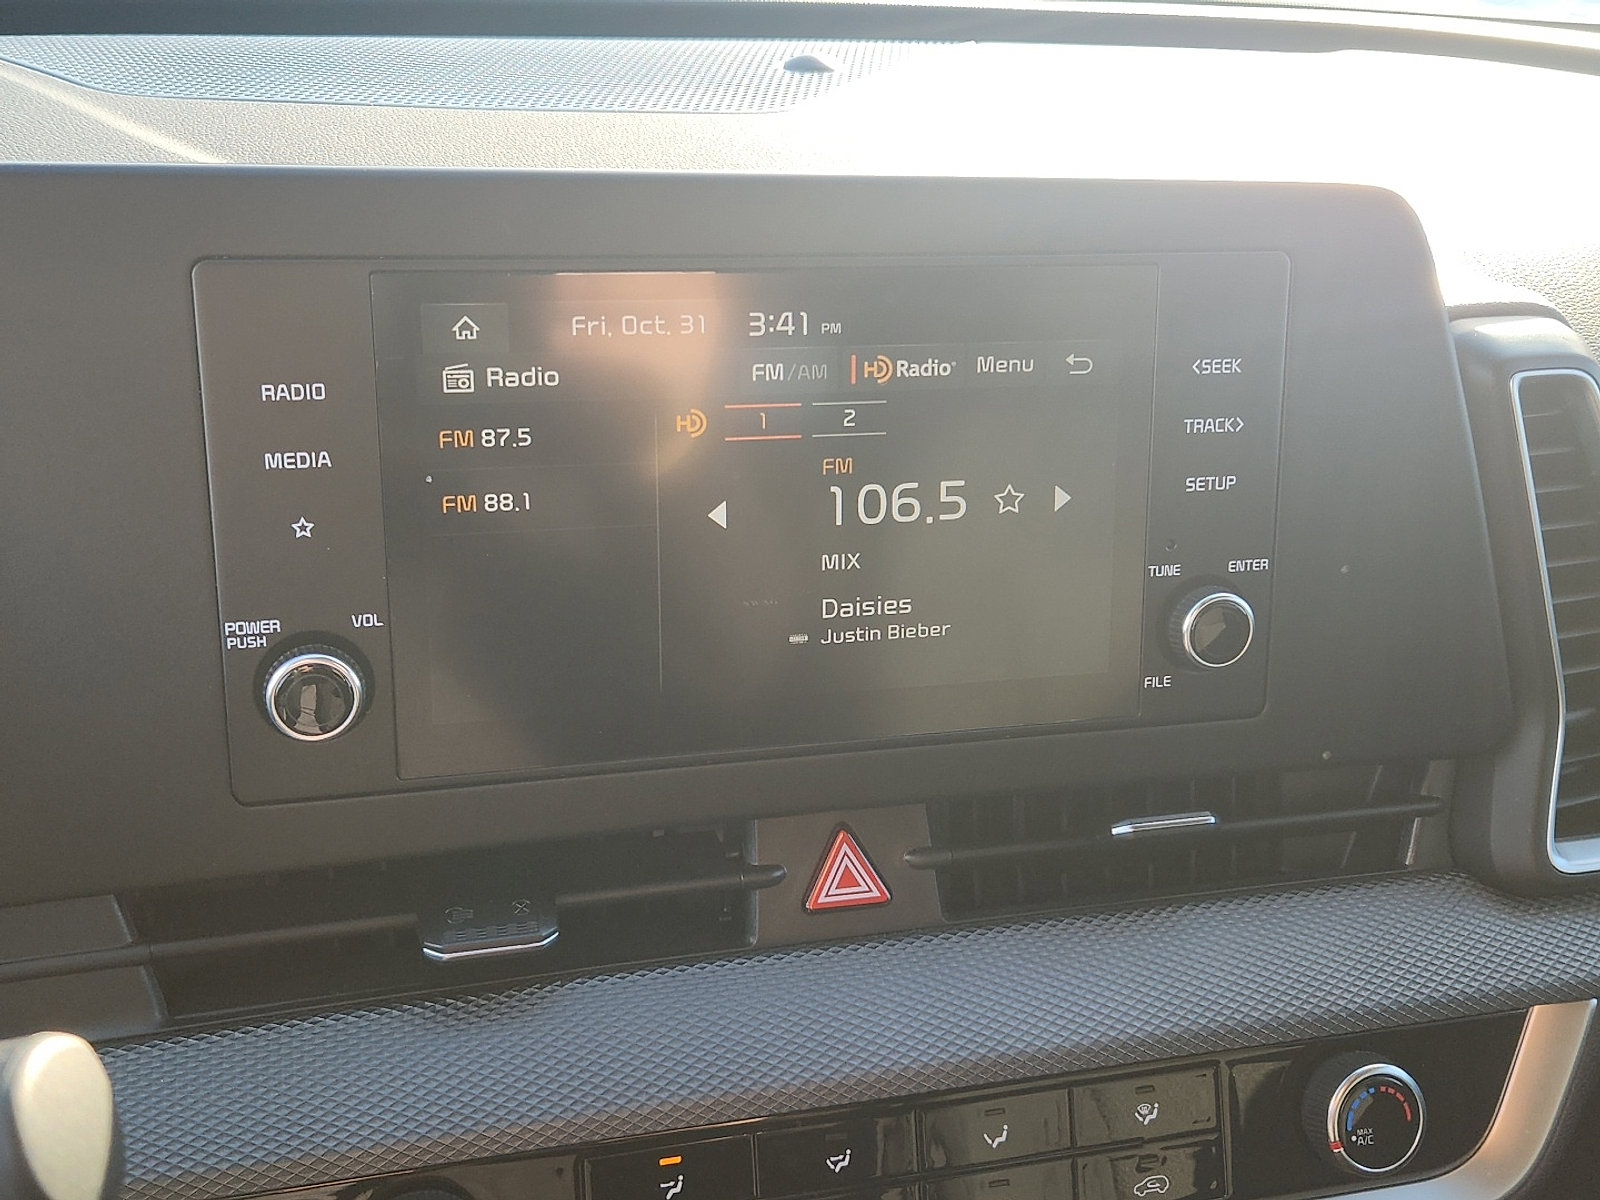 Fri, Oct. 31 3:41 PM
Radio FM/AM HD Radio Menu
FM 87.5
FM 88.1
HD 1 2
FM
106.5
MIX
Daisies
Justin Bieber
RADIO
MEDIA
POWER
PUSH
VOL
<SEEK
TRACK>
SETUP
TUNE
ENTER
FILE
MAX
A/C